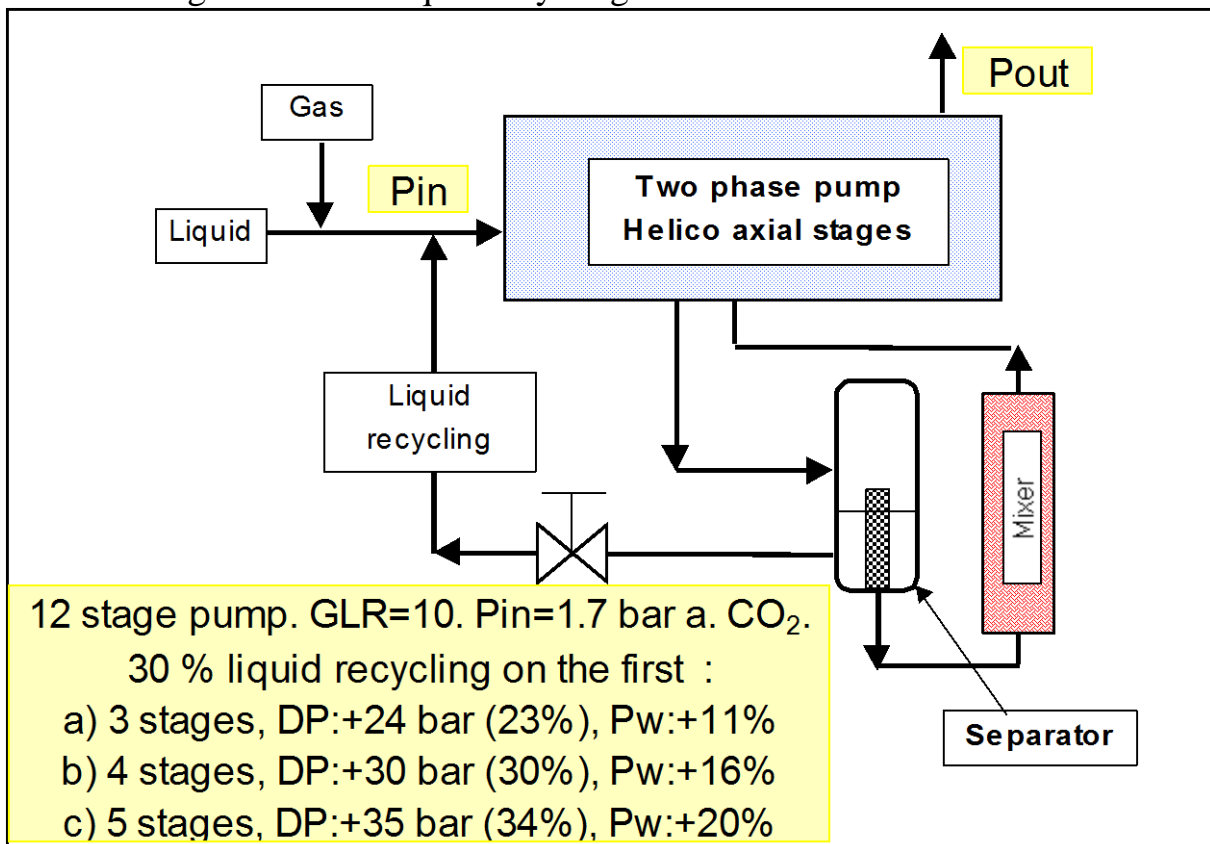 Pout
Gas
Pin
Two phase pump
Helico axial stages
Liquid
Liquid
recycling
Mixer
12 stage pump. GLR=10. Pin=1.7 bar a. CO₂.
30 % liquid recycling on the first :
a) 3 stages, DP:+24 bar (23%), Pw:+11%
b) 4 stages, DP:+30 bar (30%), Pw:+16%
c) 5 stages, DP:+35 bar (34%), Pw:+20%
Separator